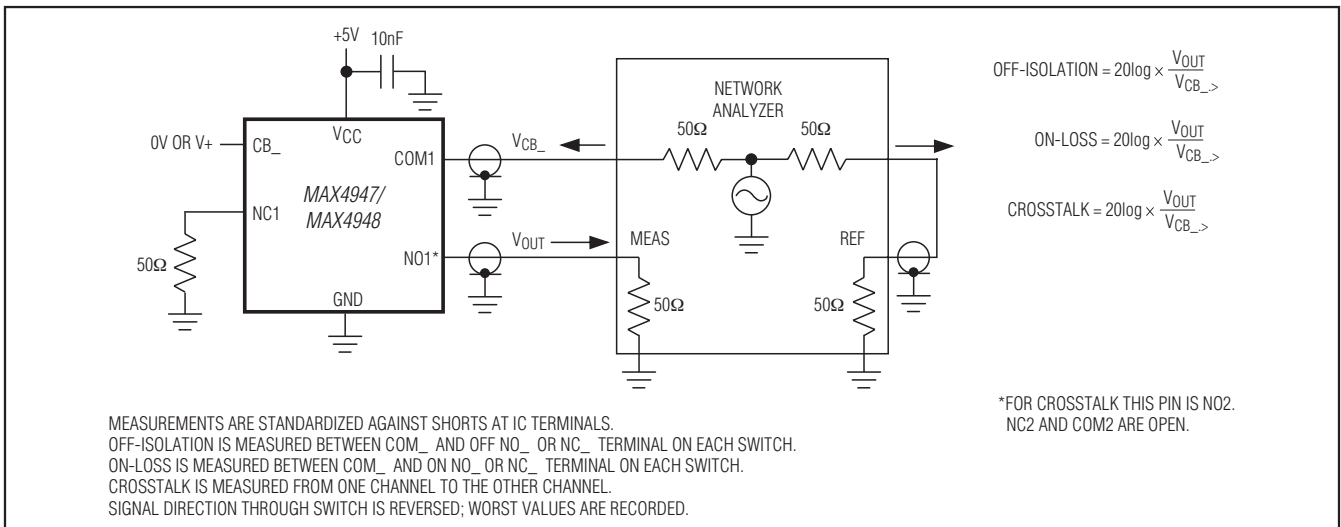 +5V
10nF
0V OR V+
CB_
VCC
COM1
MAX4947/
MAX4948
NC1
NO1*
GND
50Ω
VCB_
VOUT
NETWORK
ANALYZER
50Ω
50Ω
MEAS
REF
50Ω
50Ω
OFF-ISOLATION = 20log × VOUT / VCB_.>
ON-LOSS = 20log × VOUT / VCB_.>
CROSSTALK = 20log × VOUT / VCB_.>
*FOR CROSSTALK THIS PIN IS NO2.
NC2 AND COM2 ARE OPEN.
MEASUREMENTS ARE STANDARDIZED AGAINST SHORTS AT IC TERMINALS.
OFF-ISOLATION IS MEASURED BETWEEN COM_ AND OFF NO_ OR NC_ TERMINAL ON EACH SWITCH.
ON-LOSS IS MEASURED BETWEEN COM_ AND ON NO_ OR NC_ TERMINAL ON EACH SWITCH.
CROSSTALK IS MEASURED FROM ONE CHANNEL TO THE OTHER CHANNEL.
SIGNAL DIRECTION THROUGH SWITCH IS REVERSED; WORST VALUES ARE RECORDED.